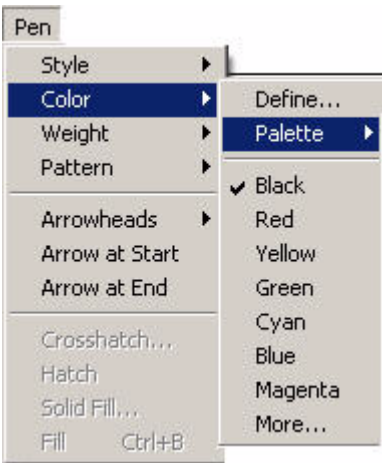 Pen
Style
Color
Weight
Pattern
Arrowheads
Arrow at Start
Arrow at End
Crosshatch...
Hatch
Solid Fill...
Fill Ctrl+B
Define...
Palette
Black
Red
Yellow
Green
Cyan
Blue
Magenta
More...